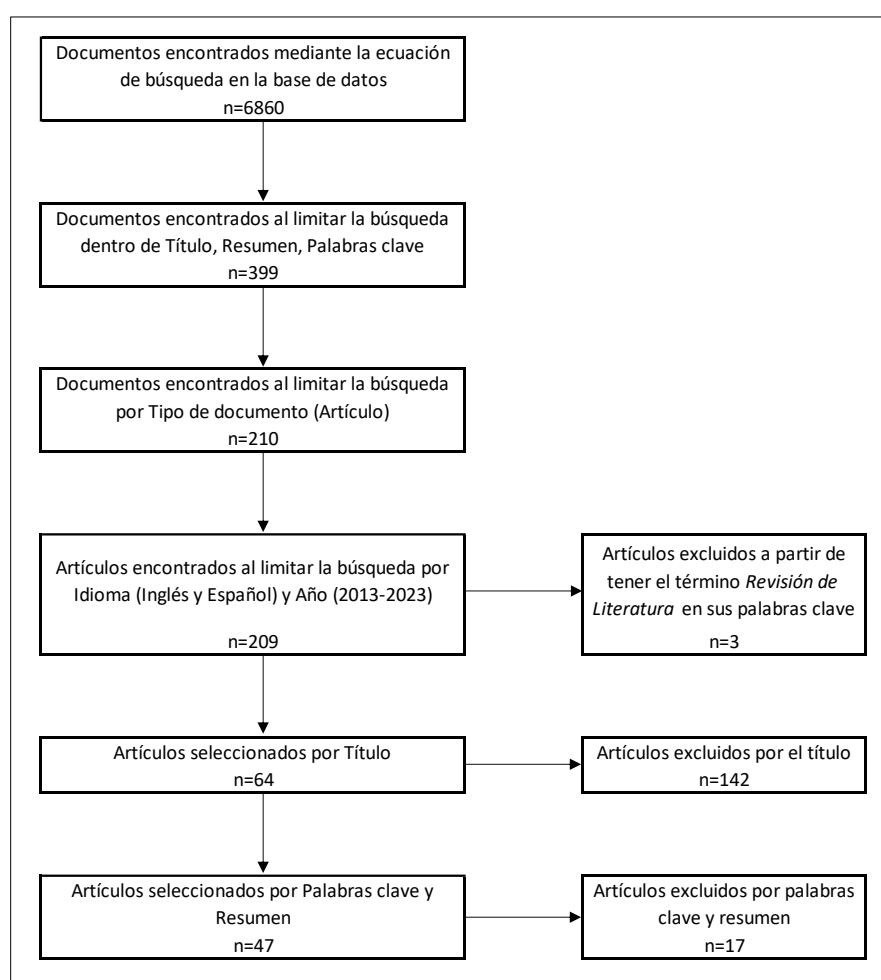 Documentos encontrados mediante la ecuación
de búsqueda en la base de datos
n=6860
Documentos encontrados al limitar la búsqueda
dentro de Título, Resumen, Palabras clave
n=399
Documentos encontrados al limitar la búsqueda
por Tipo de documento (Artículo)
n=210
Artículos encontrados al limitar la búsqueda por
Idioma (Inglés y Español) y Año (2013-2023)
n=209
Artículos excluidos a partir de
tener el término Revisión de
Literatura en sus palabras clave
n=3
Artículos seleccionados por Título
n=64
Artículos excluidos por el título
n=142
Artículos seleccionados por Palabras clave y
Resumen
n=47
Artículos excluidos por palabras
clave y resumen
n=17